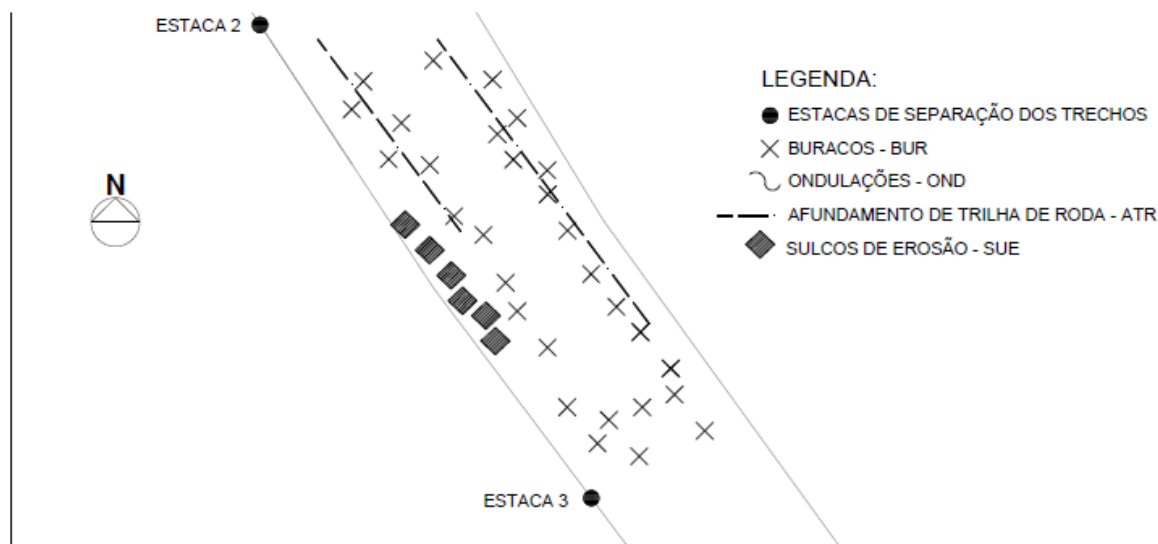 ESTACA 2
LEGENDA:
ESTACAS DE SEPARAÇÃO DOS TRECHOS
BURACOS - BUR
ONDULAÇÕES - OND
AFUNDAMENTO DE TRILHA DE RODA - ATR
SULCOS DE EROSÃO - SUE
N
ESTACA 3